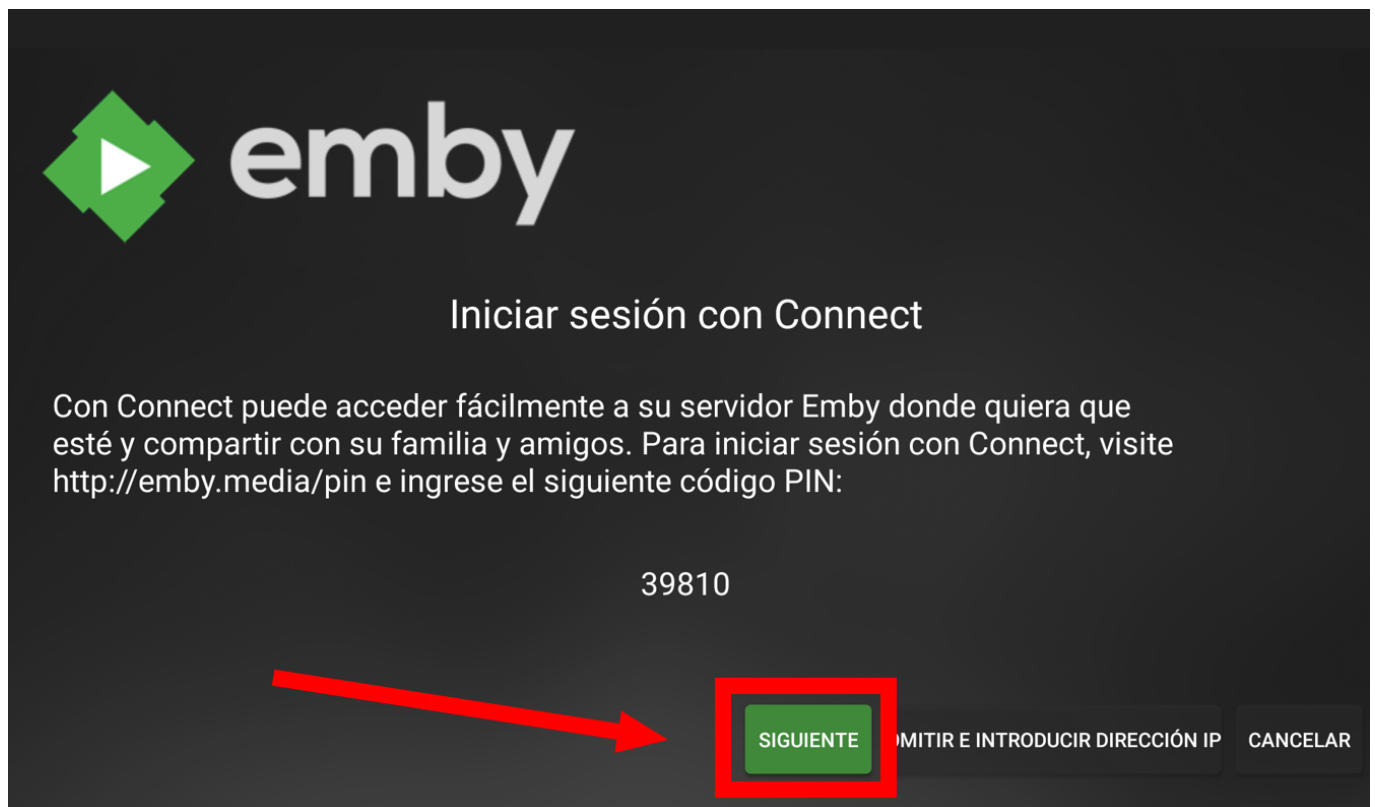 emby
Iniciar sesión con Connect
Con Connect puede acceder fácilmente a su servidor Emby donde quiera que
esté y compartir con su familia y amigos. Para iniciar sesión con Connect, visite
http://emby.media/pin e ingrese el siguiente código PIN:
39810
SIGUIENTE MITIR E INTRODUCIR DIRECCIÓN IP CANCELAR